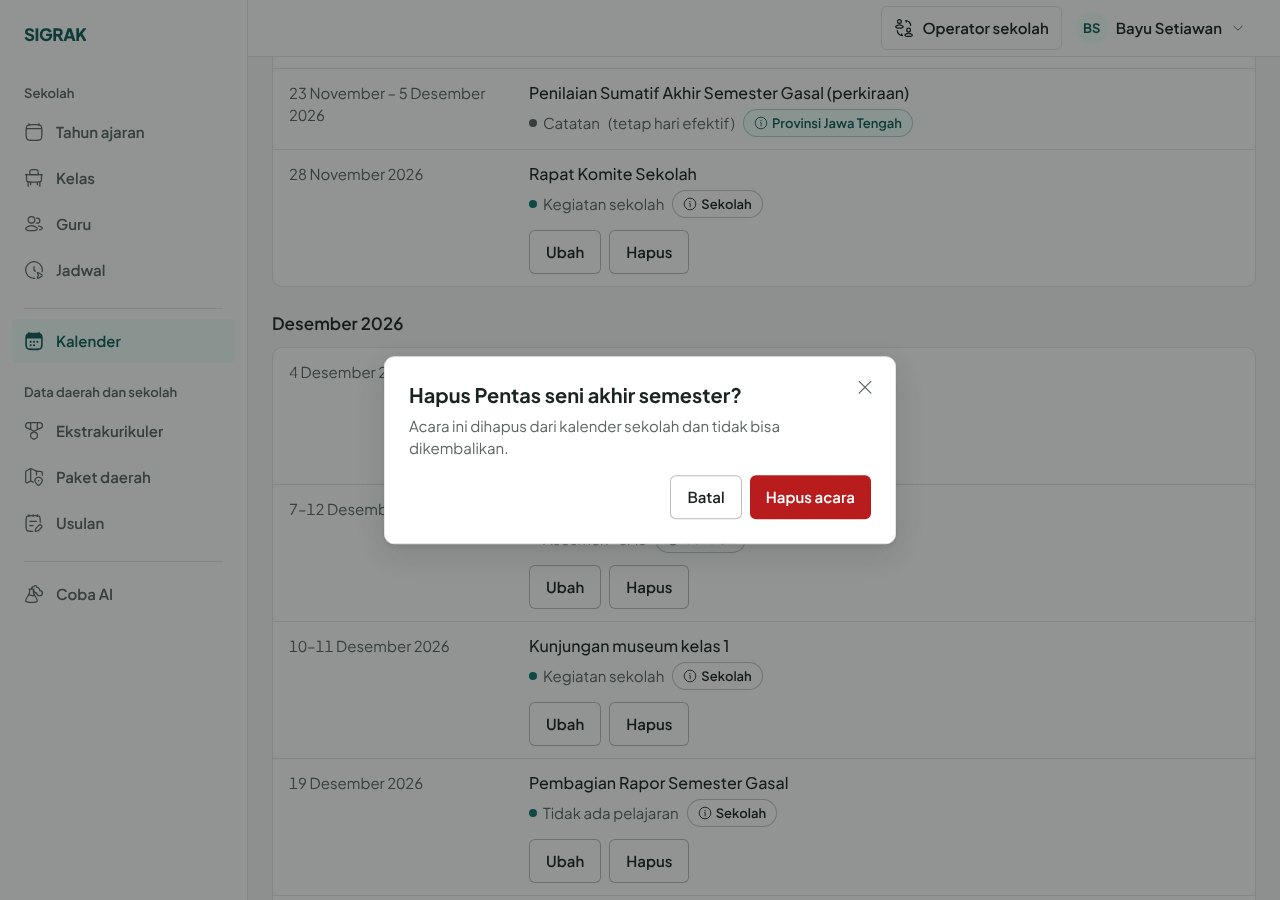 SIGRAK
Operator sekolah
BS Bayu Setiawan
Sekolah
Tahun ajaran
Kelas
Guru
Jadwal
Kalender
Data daerah dan sekolah
Ekstrakurikuler
Paket daerah
Usulan
Coba AI
23 November – 5 Desember
2026
Penilaian Sumatif Akhir Semester Gasal (perkiraan)
Catatan (tetap hari efektif) Provinsi Jawa Tengah
28 November 2026
Rapat Komite Sekolah
Kegiatan sekolah Sekolah
Ubah Hapus
Desember 2026
4 Desember
Hapus Pentas seni akhir semester?
Acara ini dihapus dari kalender sekolah dan tidak bisa
dikembalikan.
Batal Hapus acara
7–12
Ubah Hapus
10–11 Desember 2026
Kunjungan museum kelas 1
Kegiatan sekolah Sekolah
Ubah Hapus
19 Desember 2026
Pembagian Rapor Semester Gasal
Tidak ada pelajaran Sekolah
Ubah Hapus